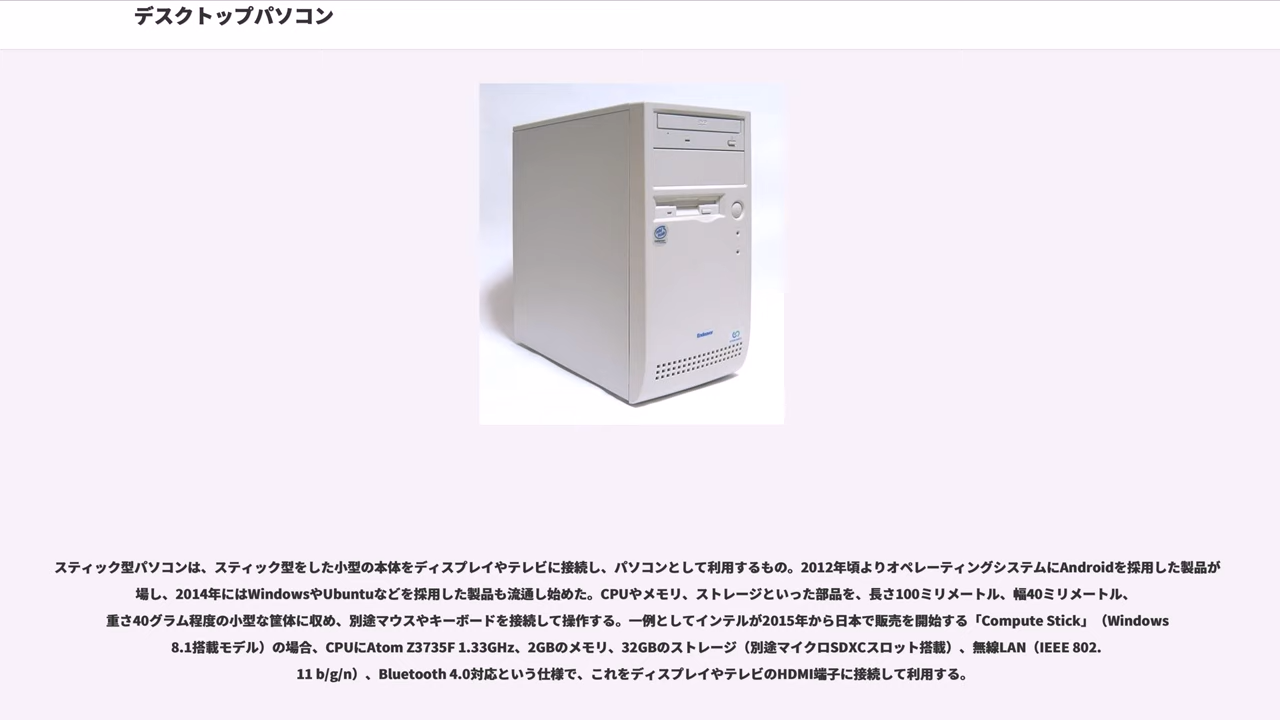 デスクトップパソコン
スティック型パソコンは、スティック型をした小型の本体をディスプレイやテレビに接続し、パソコンとして利用するもの。2012年頃よりオペレーティングシステムにAndroidを採用した製品が
場し、2014年にはWindowsやUbuntuなどを採用した製品も流通し始めた。CPUやメモリ、ストレージといった部品を、長さ100ミリメートル、幅40ミリメートル、
重さ40グラム程度の小型な筐体に収め、別途マウスやキーボードを接続して操作する。一例としてインテルが2015年から日本で販売を開始する「Compute Stick」（Windows
8.1搭載モデル）の場合、CPUにAtom Z3735F 1.33GHz、2GBのメモリ、32GBのストレージ（別途マイクロSDXCスロット搭載）、無線LAN（IEEE 802.
11 b/g/n）、Bluetooth 4.0対応という仕様で、これをディスプレイやテレビのHDMI端子に接続して利用する。